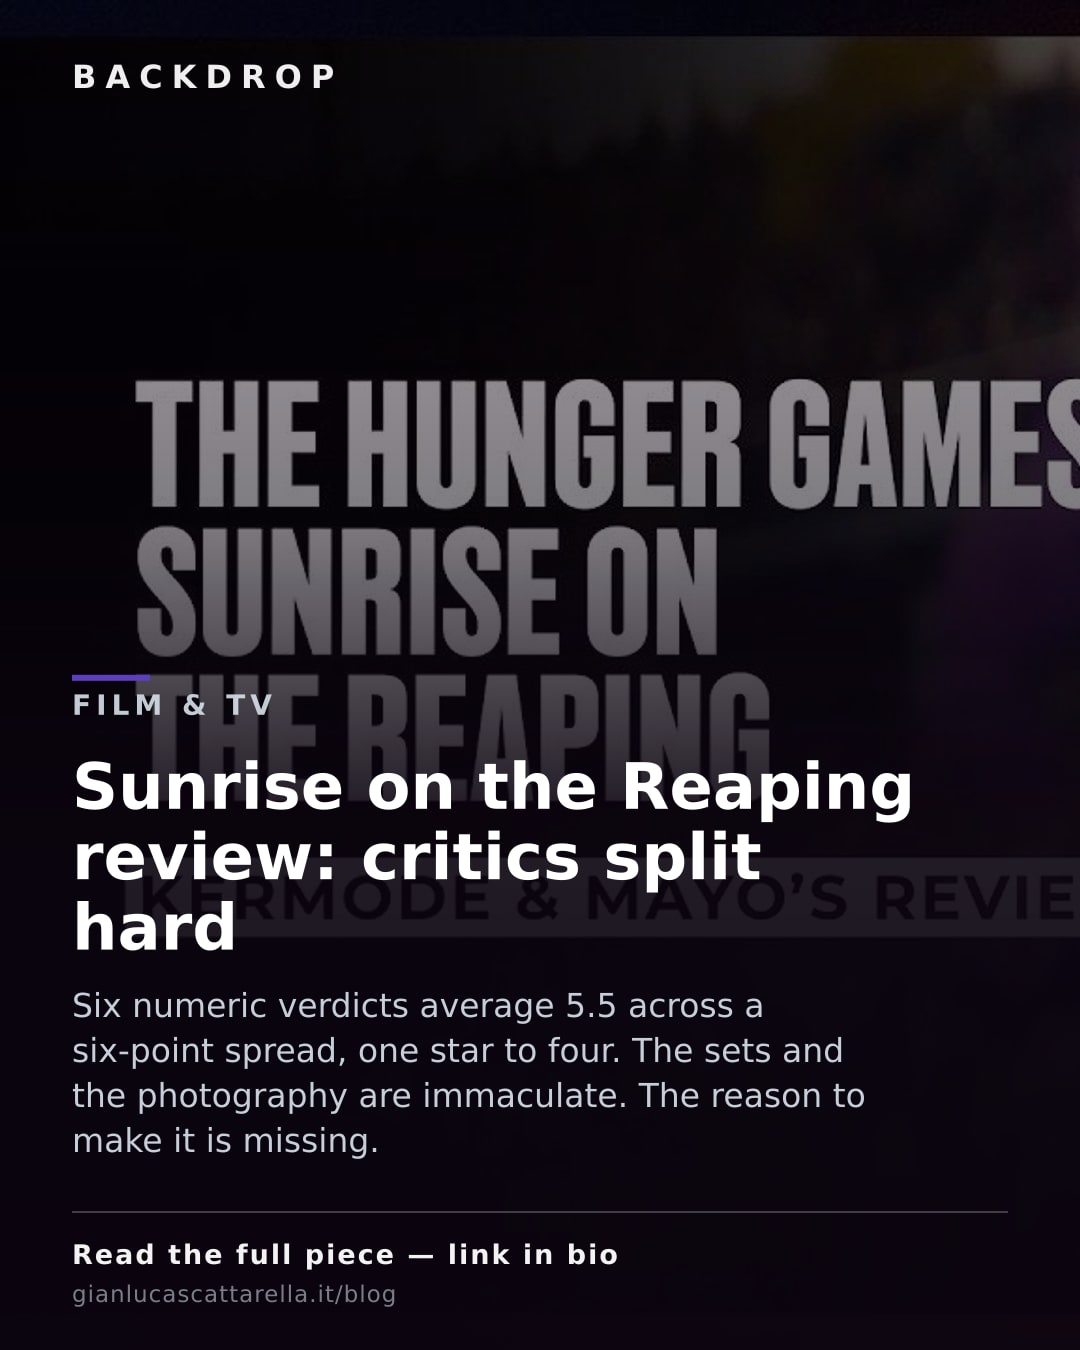 BACKDROP
THE HUNGER GAMES
SUNRISE ON
THE REAPING
FILM & TV
Sunrise on the Reaping
review: critics split
hard
KERMODE & MAYO’S REVIE
Six numeric verdicts average 5.5 across a
six-point spread, one star to four. The sets and
the photography are immaculate. The reason to
make it is missing.
Read the full piece — link in bio
gianlucascattarella.it/blog